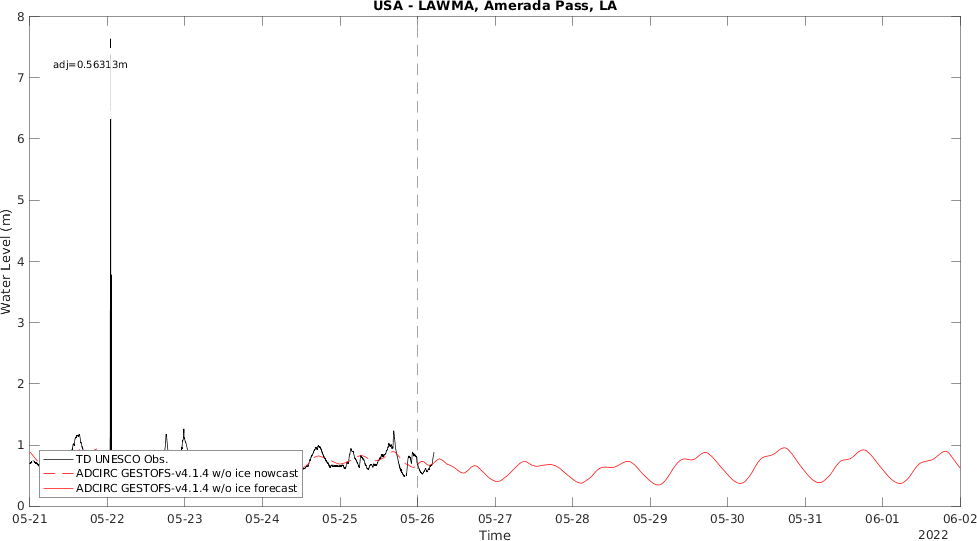 USA - LAWMA, Amerada Pass, LA
8
7
6
5
4
3
2
1
0
Water Level (m)
adj=0.56313m
TD UNESCO Obs.
ADCIRC GESTOFS-v4.1.4 w/o ice nowcast
ADCIRC GESTOFS-v4.1.4 w/o ice forecast
05-21 05-22 05-23 05-24 05-25 05-26 05-27 05-28 05-29 05-30 05-31 06-01 06-02
Time
2022